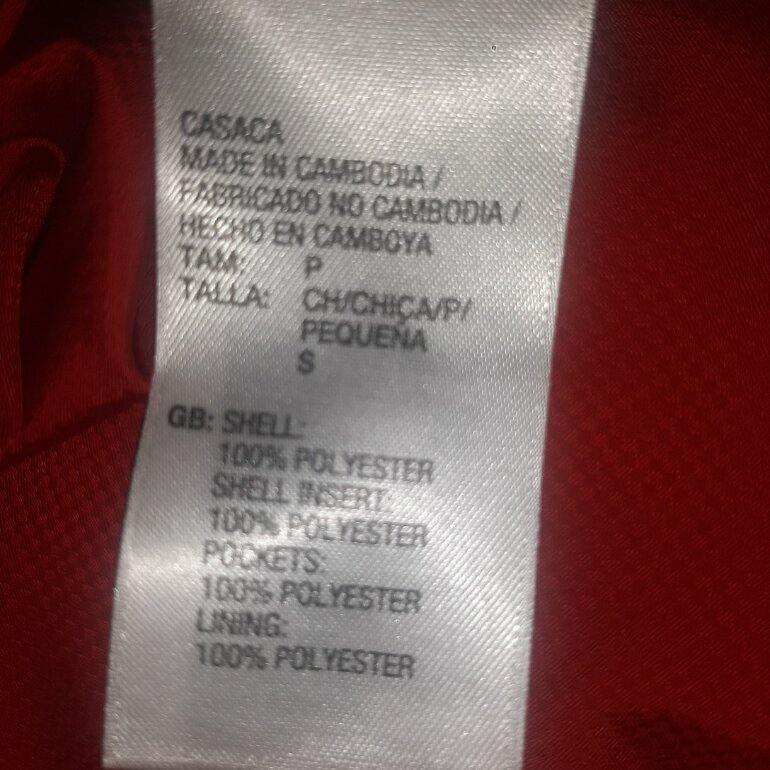 CASACA
MADE IN CAMBODIA /
FABRICADO NO CAMBODIA /
HECHO EN CAMBOYA
TAM: P
TALLA: CH/CHICA/P/
PEQUEÑA
S
GB: SHELL:
100% POLYESTER
SHELL INSERT:
100% POLYESTER
POCKETS:
100% POLYESTER
LINING:
100% POLYESTER